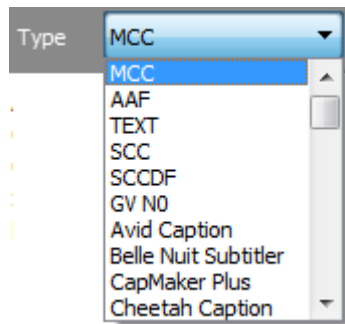 Type MCC
MCC
AAF
TEXT
SCC
SCCDF
GV N0
Avid Caption
Belle Nuit Subtitler
CapMaker Plus
Cheetah Caption